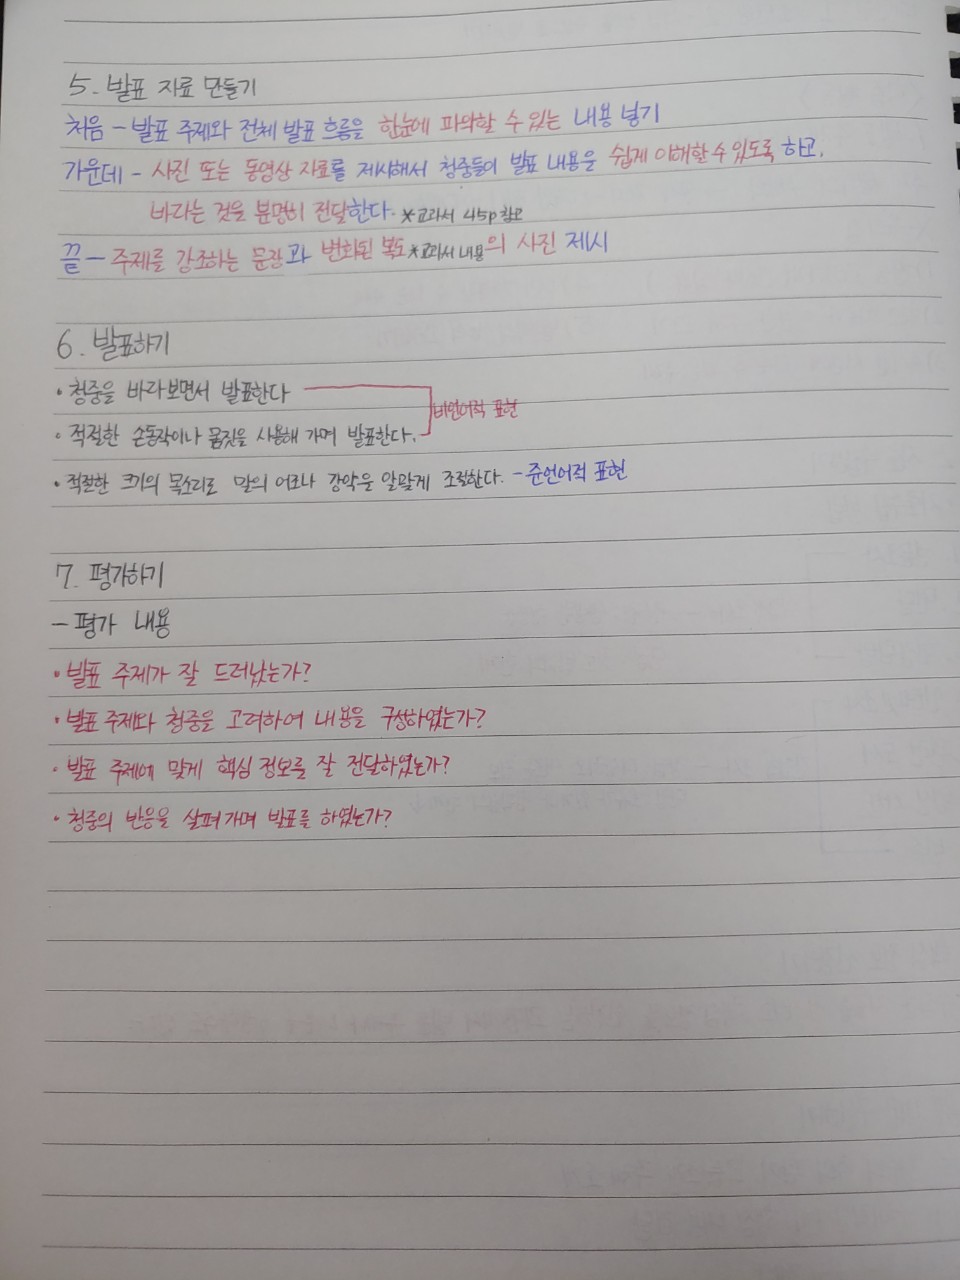 5. 발표 자료 만들기
처음 - 발표 주제와 전체 발표 흐름을 한눈에 파악할 수 있는 내용 넣기
가운데 - 사진 또는 동영상 자료를 제시해서 청중들의 발표 내용을 쉽게 이해할 수 있도록 하고,
바라는 것을 분명히 전달한다. *교과서 45p 참고
끝 - 주제를 강조하는 문장과 변화된 복도*교과서 내용의 사진 제시
6. 발표하기
• 청중을 바라보면서 발표한다
비언어적 표현
• 적절한 손동작이나 몸짓을 사용해 가며 발표한다.
• 적절한 크기의 목소리로 말의 어조나 강약을 알맞게 조절한다. - 준언어적 표현
7. 평가하기
- 평가 내용
• 발표 주제가 잘 드러났는가?
• 발표 주제와 청중을 고려하여 내용을 구성하였는가?
• 발표 주제에 맞게 핵심 정보를 잘 전달하였는가?
• 청중의 반응을 살펴 가며 발표를 하였는가?